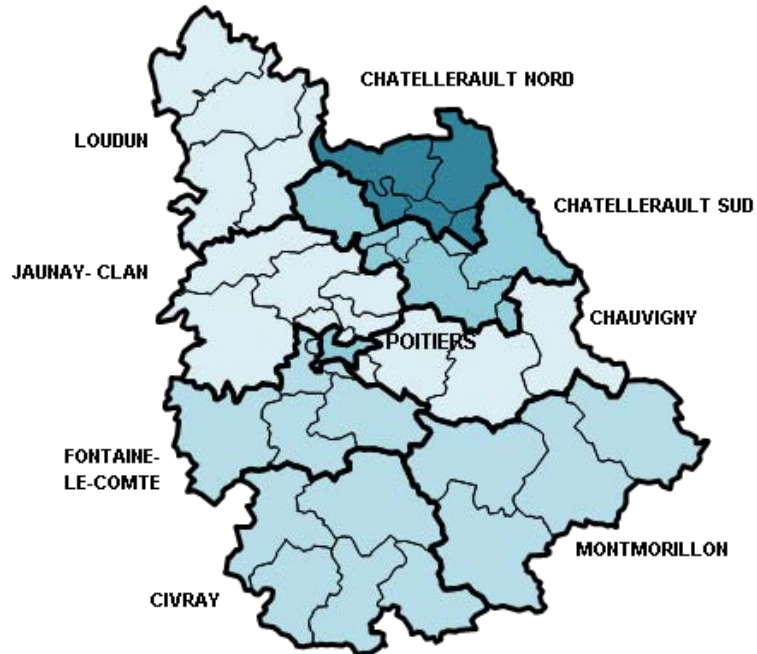 CHATELLERAULT NORD
LOUDUN
CHATELLERAULT SUD
JAUNAY- CLAN
CHAUVIGNY
POITIERS
FONTAINE-
LE-COMTE
MONTMORILLON
CIVRAY